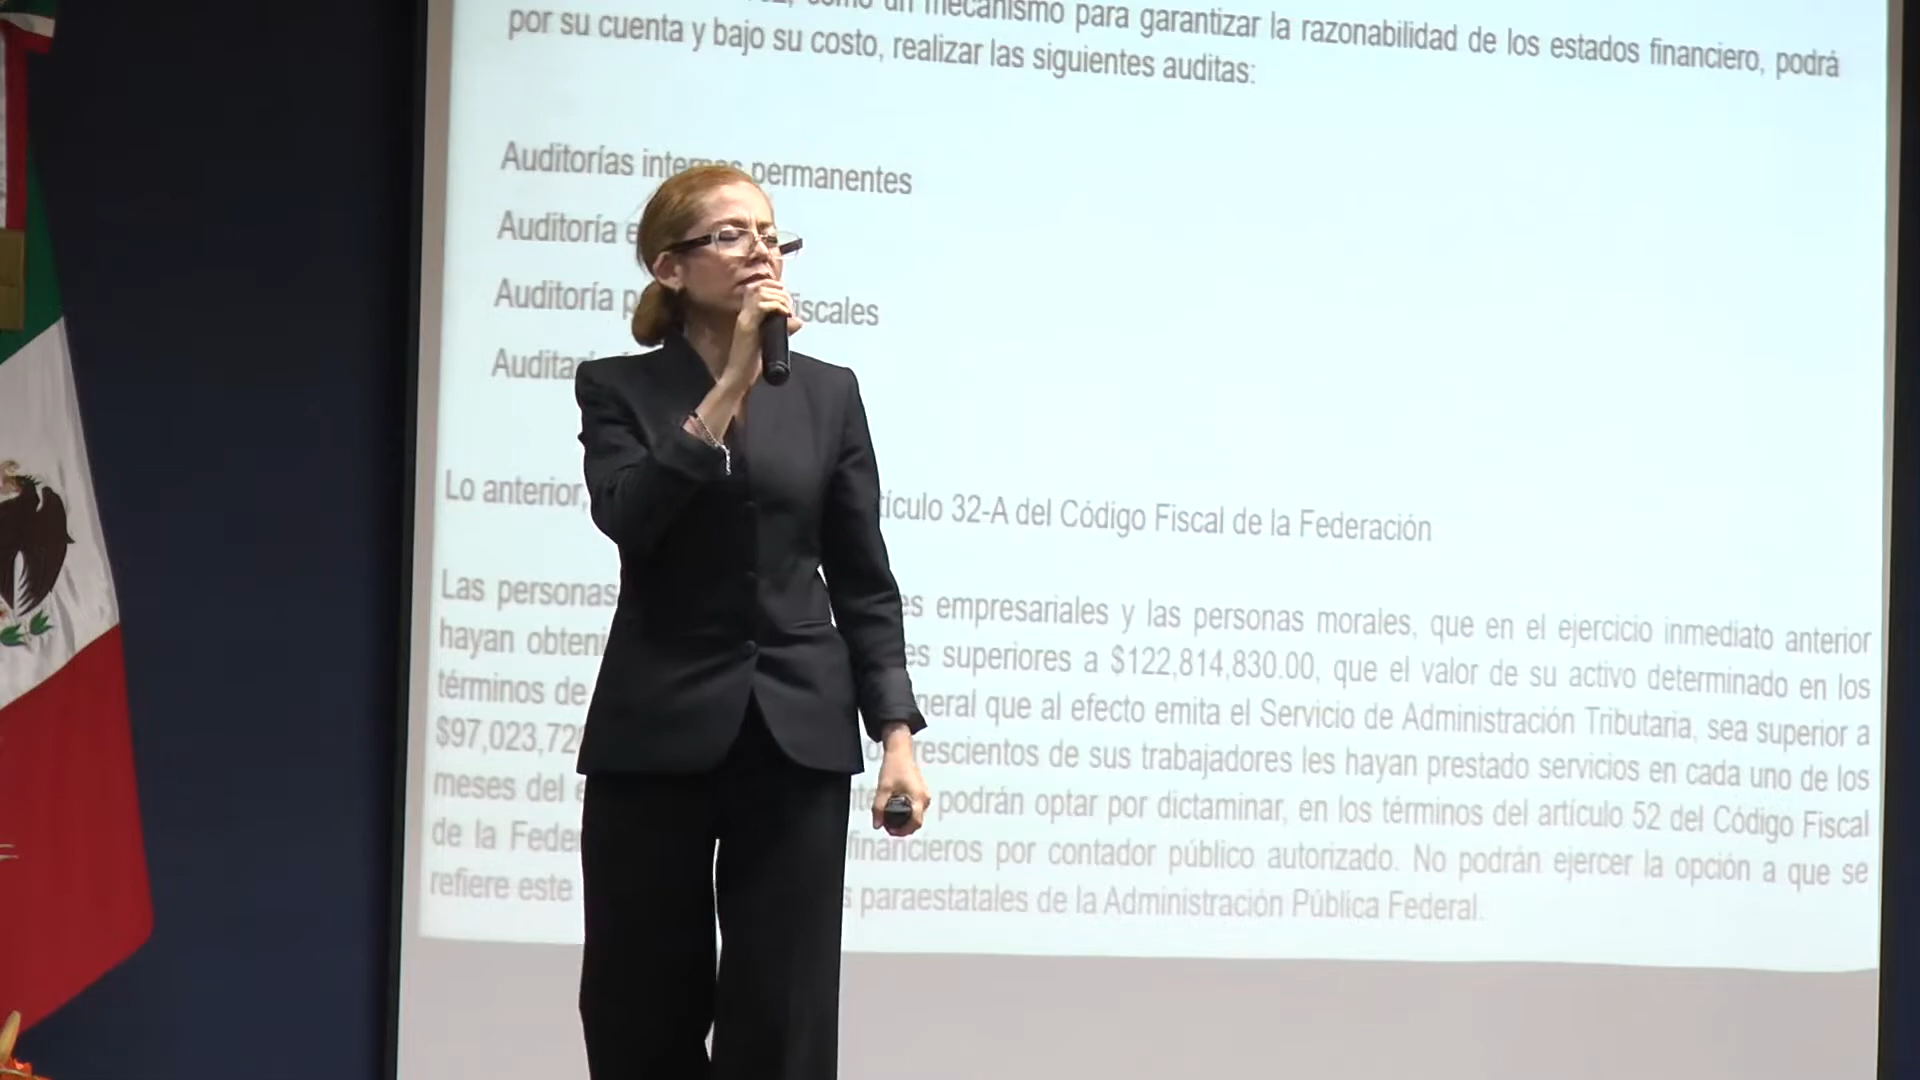 un mecanismo para garantizar la razonabilidad de los estados financiero, podrá
por su cuenta y bajo su costo, realizar las siguientes auditas:
Auditorías internas permanentes
Auditoría
Auditoría fiscales
Lo anterior, 32-A del Código Fiscal de la Federación
Las personas empresariales y las personas morales, que en el ejercicio inmediato anterior
hayan superiores a $122,814,830.00, que el valor de su activo determinado en los
términos de que al efecto emita el Servicio de Administración Tributaria, sea superior a
$97,023,72 de sus trabajadores les hayan prestado servicios en cada uno de los
meses del podrán optar por dictaminar, en los términos del artículo 52 del Código Fiscal
de la financieros por contador público autorizado. No podrán ejercer la opción a que se
refiere este paraestatales de la Administración Pública Federal.